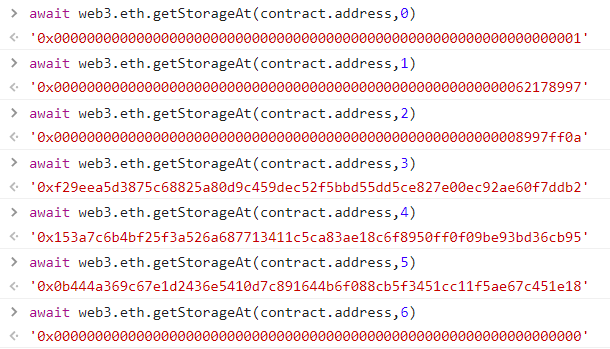 > await web3.eth.getStorageAt(contract.address,0)
'0x0000000000000000000000000000000000000000000000000000000000000001'
> await web3.eth.getStorageAt(contract.address,1)
'0x0000000000000000000000000000000000000000000000000000000062178997'
> await web3.eth.getStorageAt(contract.address,2)
'0x000000000000000000000000000000000000000000000000000000008997ff0a'
> await web3.eth.getStorageAt(contract.address,3)
'0xf29eea5d3875c68825a80d9c459dec52f5bbd55dd5ce827e00ec92ae60f7ddb2'
> await web3.eth.getStorageAt(contract.address,4)
'0x153a7c6b4bf25f3a526a687713411c5ca83ae18c6f8950ff0f09be93bd36cb95'
> await web3.eth.getStorageAt(contract.address,5)
'0x0b444a369c67e1d2436e5410d7c891644b6f088cb5f3451cc11f5ae67c451e18'
> await web3.eth.getStorageAt(contract.address,6)
'0x0000000000000000000000000000000000000000000000000000000000000000'